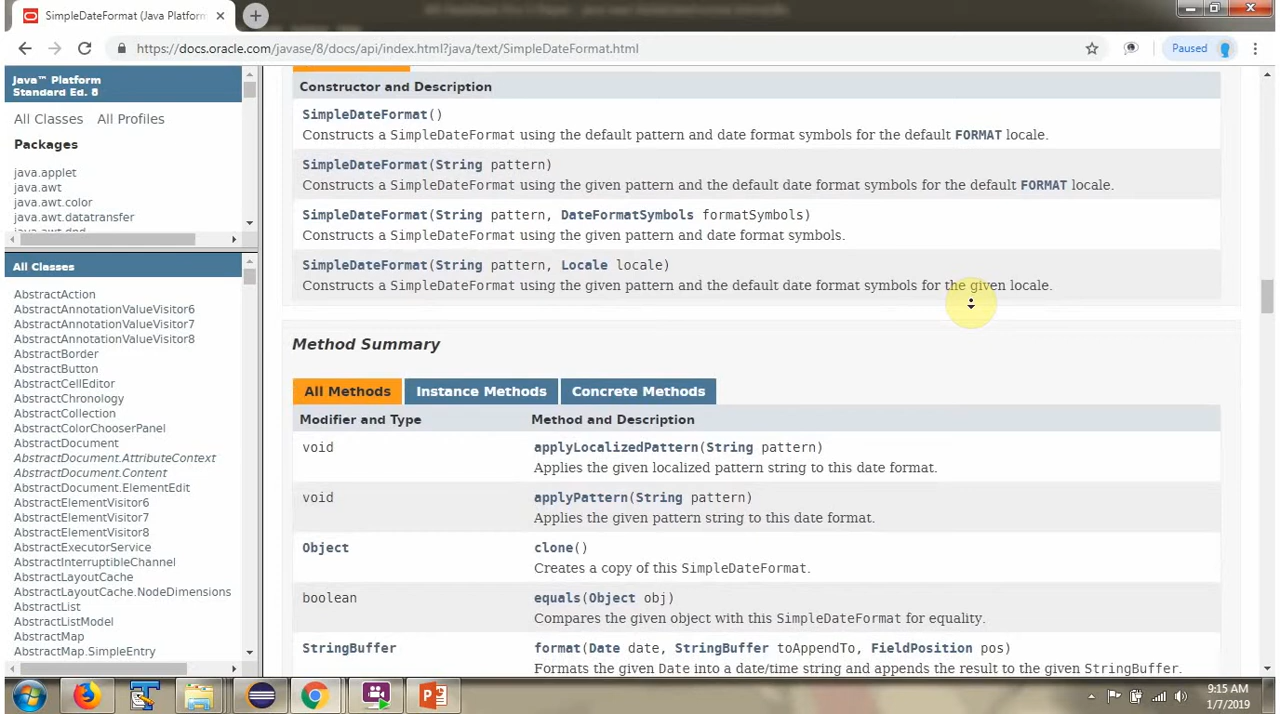 SimpleDateFormat (Java Platform
https://docs.oracle.com/javase/8/docs/api/index.html?java/text/SimpleDateFormat.html
Paused
Java™ Platform
Standard Ed. 8
All Classes All Profiles
Packages
java.applet
java.awt
java.awt.color
java.awt.datatransfer
java.awt.dnd
All Classes
AbstractAction
AbstractAnnotationValueVisitor6
AbstractAnnotationValueVisitor7
AbstractAnnotationValueVisitor8
AbstractBorder
AbstractButton
AbstractCellEditor
AbstractChronology
AbstractCollection
AbstractColorChooserPanel
AbstractDocument
AbstractDocument.AttributeContext
AbstractDocument.Content
AbstractDocument.ElementEdit
AbstractElementVisitor6
AbstractElementVisitor7
AbstractElementVisitor8
AbstractExecutorService
AbstractInterruptibleChannel
AbstractLayoutCache
AbstractLayoutCache.NodeDimensions
AbstractList
AbstractListModel
AbstractMap
AbstractMap.SimpleEntry
Constructor and Description
SimpleDateFormat()
Constructs a SimpleDateFormat using the default pattern and date format symbols for the default FORMAT locale.
SimpleDateFormat(String pattern)
Constructs a SimpleDateFormat using the given pattern and the default date format symbols for the default FORMAT locale.
SimpleDateFormat(String pattern, DateFormatSymbols formatSymbols)
Constructs a SimpleDateFormat using the given pattern and date format symbols.
SimpleDateFormat(String pattern, Locale locale)
Constructs a SimpleDateFormat using the given pattern and the default date format symbols for the given locale.
Method Summary
All Methods Instance Methods Concrete Methods
Modifier and Type Method and Description
void applyLocalizedPattern(String pattern)
Applies the given localized pattern string to this date format.
void applyPattern(String pattern)
Applies the given pattern string to this date format.
Object clone()
Creates a copy of this SimpleDateFormat.
boolean equals(Object obj)
Compares the given object with this SimpleDateFormat for equality.
StringBuffer format(Date date, StringBuffer toAppendTo, FieldPosition pos)
Formats the given Date into a date/time string and appends the result to the given StringBuffer.
9:15 AM
1/7/2019